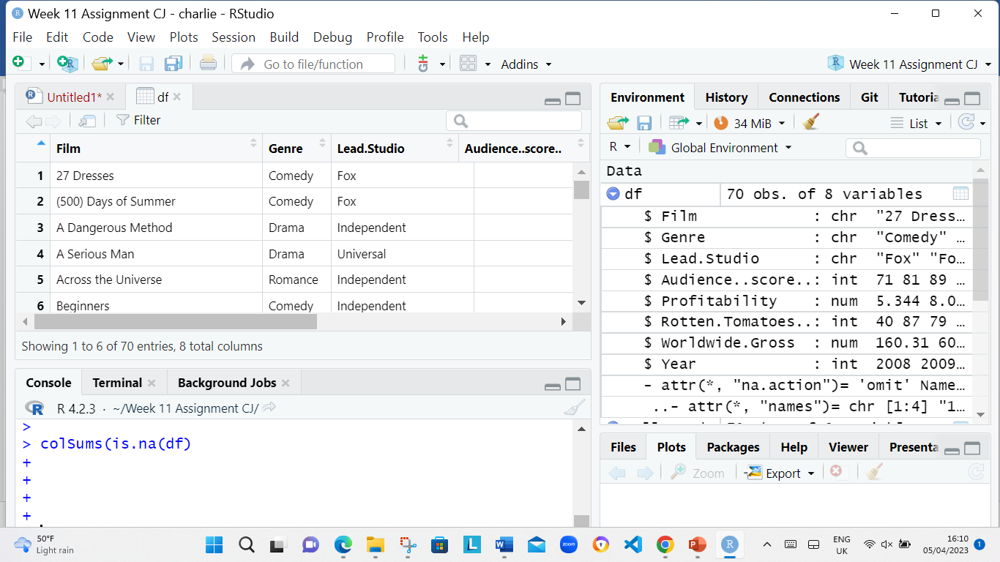 Week 11 Assignment CJ - charlie - RStudio
File Edit Code View Plots Session Build Debug Profile Tools Help
Go to file/function Addins Week 11 Assignment CJ
Untitled1* df
Filter
Film Genre Lead.Studio Audience..score..
1 27 Dresses Comedy Fox
2 (500) Days of Summer Comedy Fox
3 A Dangerous Method Drama Independent
4 A Serious Man Drama Universal
5 Across the Universe Romance Independent
6 Beginners Comedy Independent
Showing 1 to 6 of 70 entries, 8 total columns
Console Terminal Background Jobs
R 4.2.3 · ~/Week 11 Assignment CJ/
>
> colSums(is.na(df)
+
+
+
+
Environment History Connections Git Tutoria
34 MiB List
R Global Environment
Data
df 70 obs. of 8 variables
$ Film : chr "27 Dress…
$ Genre : chr "Comedy" …
$ Lead.Studio : chr "Fox" "Fo…
$ Audience..score..: int 71 81 89 …
$ Profitability : num 5.344 8.0…
$ Rotten.Tomatoes..: int 40 87 79 …
$ Worldwide.Gross : num 160.31 60…
$ Year : int 2008 2009…
- attr(*, "na.action")= 'omit' Name…
..- attr(*, "names")= chr [1:4] "1…
Files Plots Packages Help Viewer Presenta
Zoom Export
50°F
Light rain
zoom
ENG
UK
16:10
05/04/2023
1